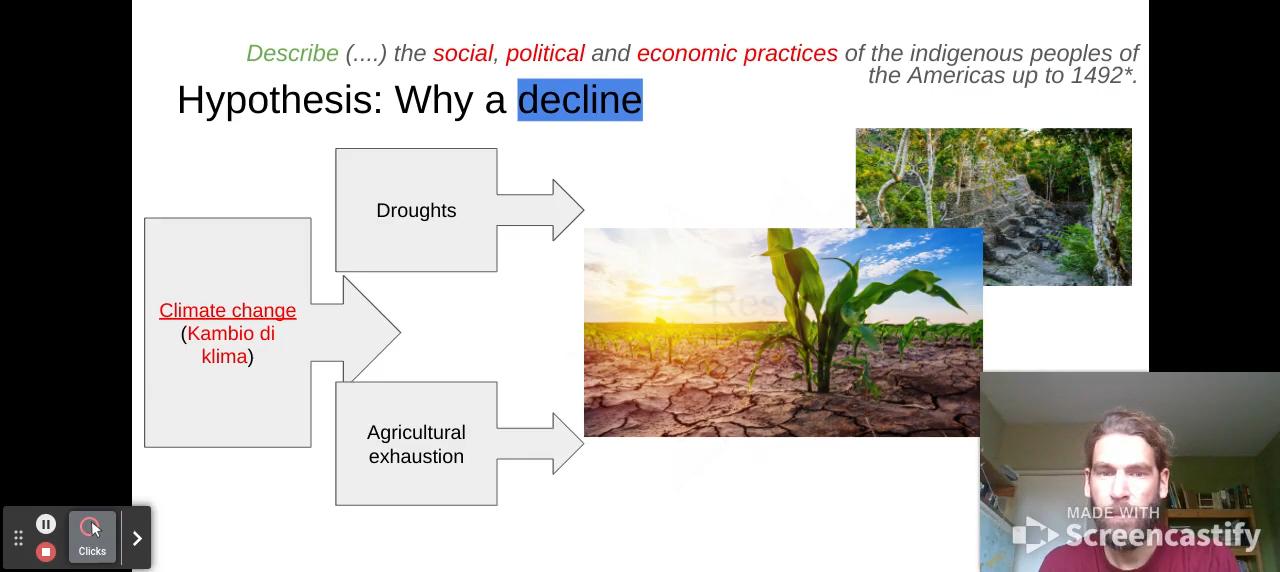 Describe (....) the social, political and economic practices of the indigenous peoples of
the Americas up to 1492*.
Hypothesis: Why a decline
Droughts
Climate change
(Kambio di
klima)
Agricultural
exhaustion
Clicks
MADE WITH
Screencastify